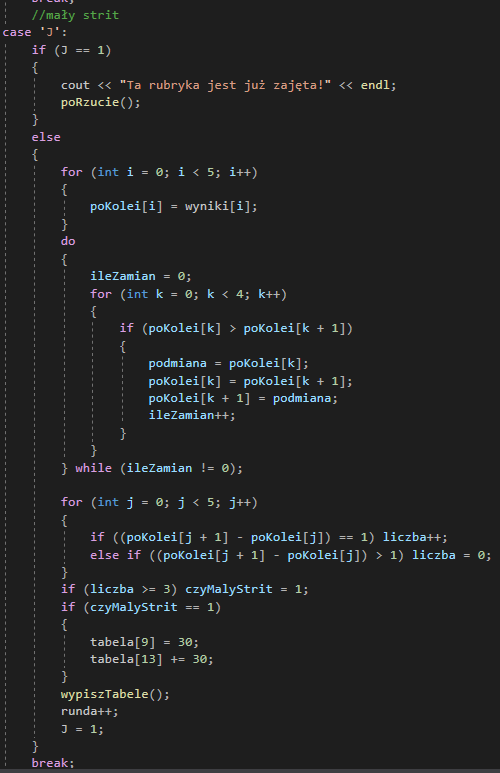 break;
//mały strit
case 'J':
if (J == 1)
{
cout << "Ta rubryka jest już zajęta!" << endl;
poRzucie();
}
else
{
for (int i = 0; i < 5; i++)
{
poKolei[i] = wyniki[i];
}
do
{
ileZamian = 0;
for (int k = 0; k < 4; k++)
{
if (poKolei[k] > poKolei[k + 1])
{
podmiana = poKolei[k];
poKolei[k] = poKolei[k + 1];
poKolei[k + 1] = podmiana;
ileZamian++;
}
}
} while (ileZamian != 0);
for (int j = 0; j < 5; j++)
{
if ((poKolei[j + 1] - poKolei[j]) == 1) liczba++;
else if ((poKolei[j + 1] - poKolei[j]) > 1) liczba = 0;
}
if (liczba >= 3) czyMalyStrit = 1;
if (czyMalyStrit == 1)
{
tabela[9] = 30;
tabela[13] += 30;
}
wypiszTabele();
runda++;
J = 1;
}
break;